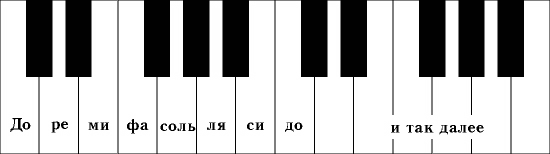 До ре ми фа соль ля си до и так далее